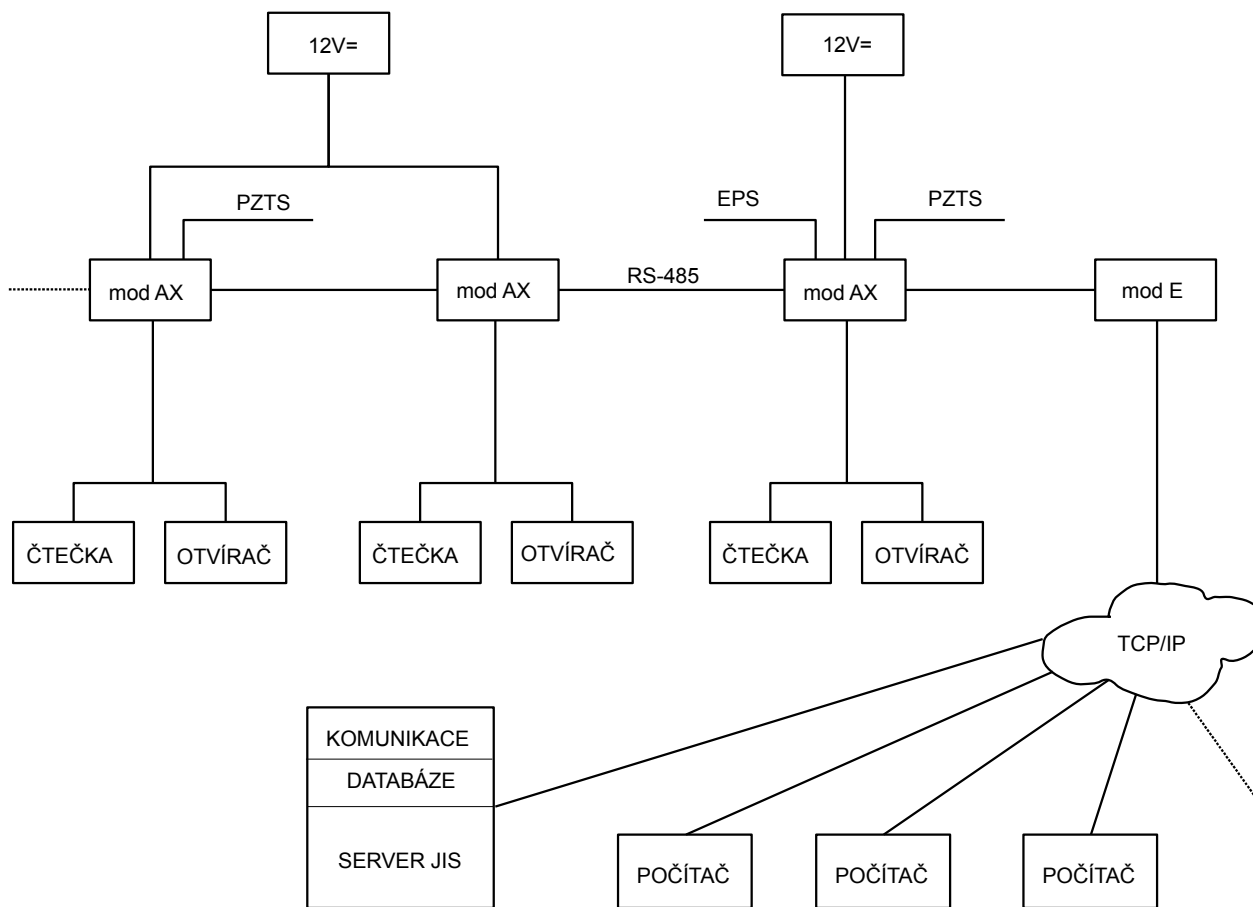 12V=
12V=
PZTS
EPS
PZTS
RS-485
mod AX
mod AX
mod AX
mod E
ČTEČKA
OTVÍRAČ
ČTEČKA
OTVÍRAČ
ČTEČKA
OTVÍRAČ
TCP/IP
KOMUNIKACE
DATABÁZE
SERVER JIS
POČÍTAČ
POČÍTAČ
POČÍTAČ